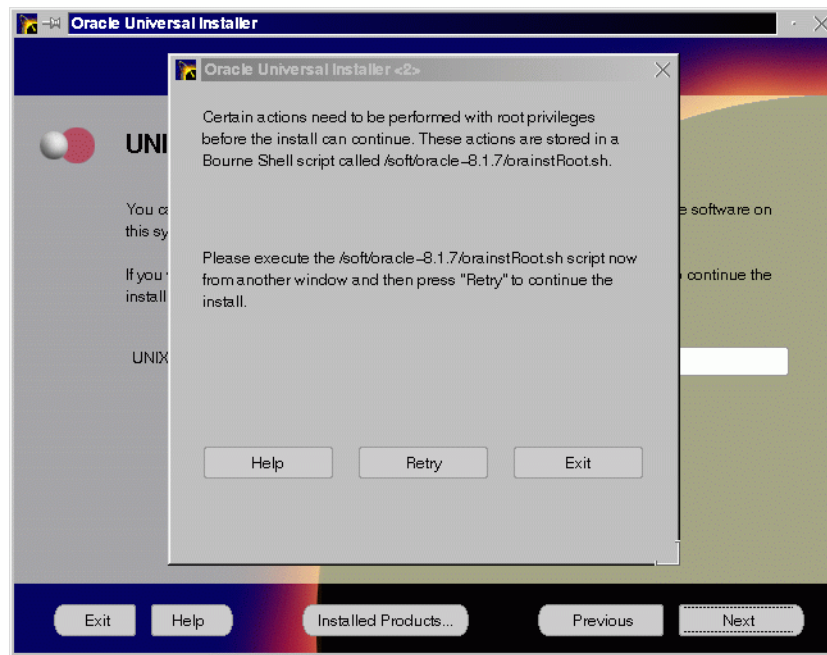 Oracle Universal Installer
Oracle Universal Installer <2>
Certain actions need to be performed with root privileges
before the install can continue. These actions are stored in a
Bourne Shell script called /soft/oracle-8.1.7/orainstRoot.sh.
Please execute the /soft/oracle-8.1.7/orainstRoot.sh script now
from another window and then press "Retry" to continue the
install.
Help Retry Exit
UNI
You ca e software on
this sy
If you continue the
install
UNIX
Exit Help Installed Products... Previous Next